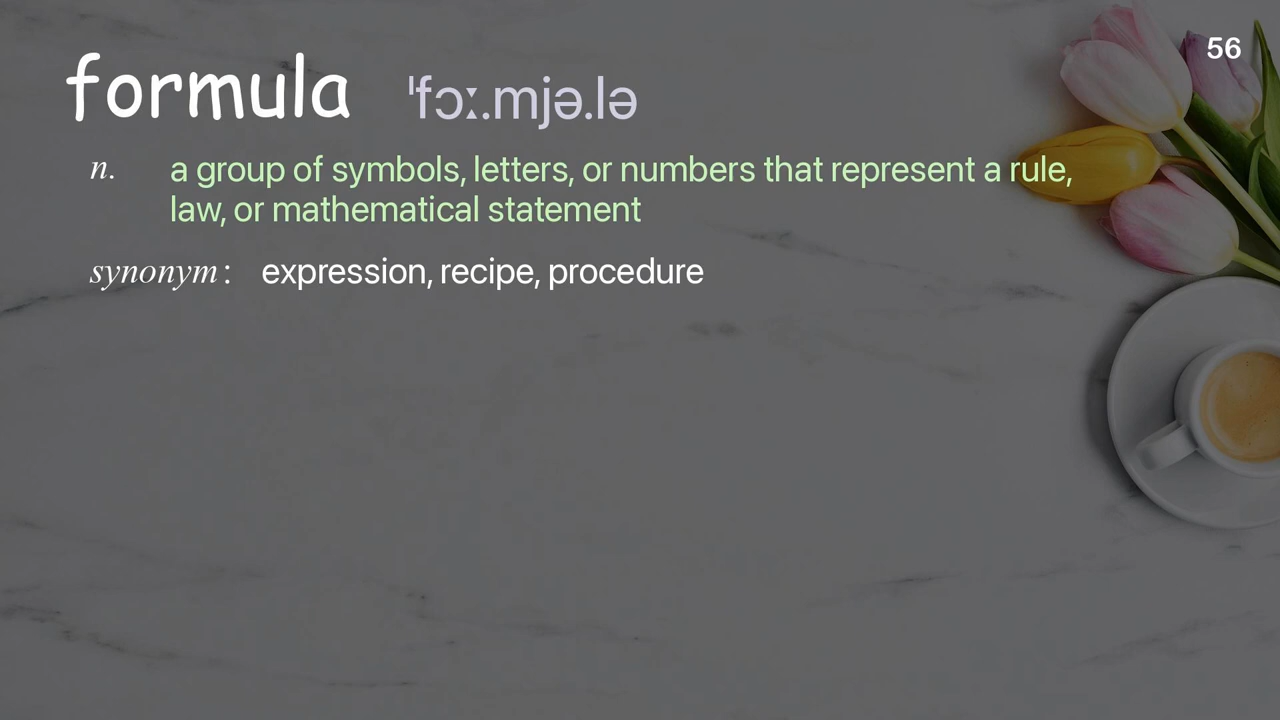 56
formula ˈfɔː.mjə.lə
n. a group of symbols, letters, or numbers that represent a rule,
law, or mathematical statement
synonym: expression, recipe, procedure